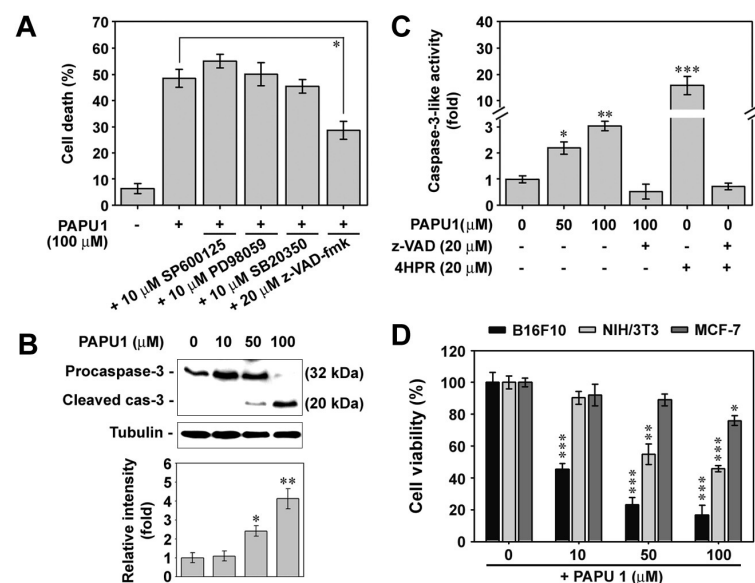 A
70
60
50
40
30
20
10
0
Cell death (%)
*
PAPU1 - + + + + +
(100 μM)
+ 10 μM SP600125
+ 10 μM PD98059
+ 10 μM SB20350
+ 20 μM z-VAD-fmk
B
PAPU1 (μM)
0 10 50 100
Procaspase-3 - (32 kDa)
Cleaved cas-3 - (20 kDa)
Tubulin -
6
5
4
3
2
1
0
Relative intensity
(fold)
* **
C
40
30
20
10
3
2
1
0
Caspase-3-like activity
(fold)
* ** ***
PAPU1(μM) 0 50 100 100 0 0
z-VAD (20 μM) - - - + - +
4HPR (20 μM) - - - - + +
D
B16F10 NIH/3T3 MCF-7
120
100
80
60
40
20
0
Cell viability (%)
*** *** ** *** *** *
0 10 50 100
+ PAPU 1 (μM)